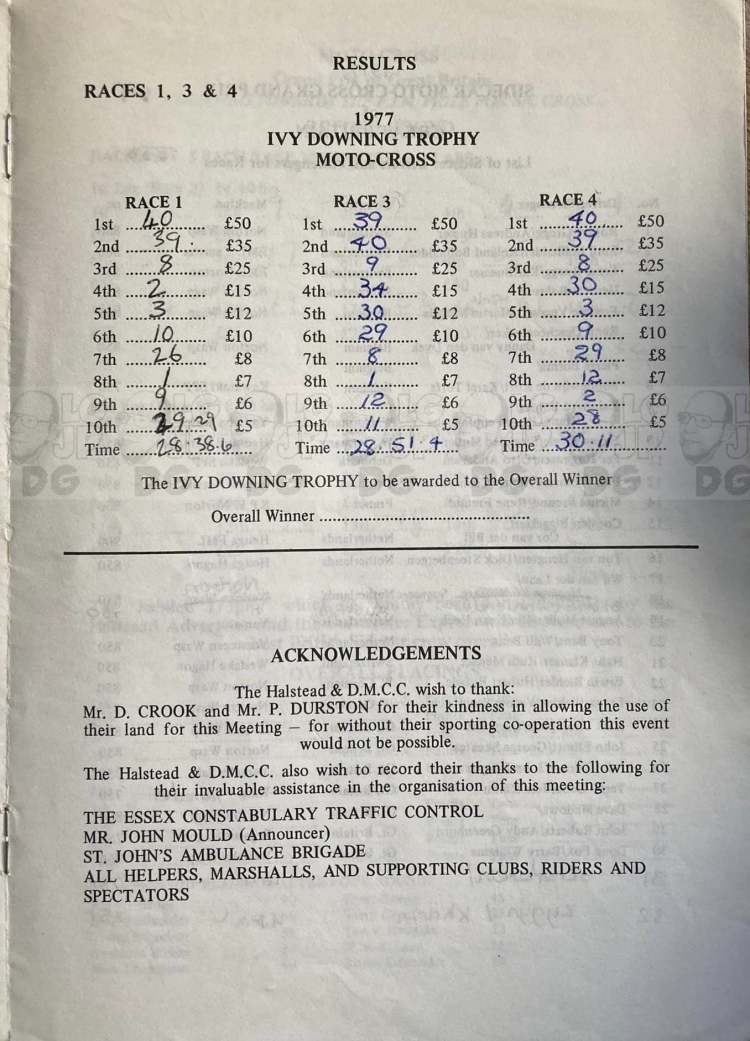 RESULTS
RACES 1, 3 & 4
1977
IVY DOWNING TROPHY
MOTO-CROSS
RACE 1 RACE 3 RACE 4
1st 40 £50 1st 39 £50 1st 40 £50
2nd 39 £35 2nd 40 £35 2nd 39 £35
3rd 8 £25 3rd 9 £25 3rd 8 £25
4th 2 £15 4th 34 £15 4th 30 £15
5th 3 £12 5th 30 £12 5th 3 £12
6th 10 £10 6th 29 £10 6th 9 £10
7th 26 £8 7th 8 £8 7th 29 £8
8th 1 £7 8th 1 £7 8th 12 £7
9th 9 £6 9th 12 £6 9th 2 £6
10th 29 29 £5 10th 11 £5 10th 28 £5
Time 28.38.6 Time 28.51.4 Time 30.11
The IVY DOWNING TROPHY to be awarded to the Overall Winner
Overall Winner
ACKNOWLEDGEMENTS
The Halstead & D.M.C.C. wish to thank:
Mr. D. CROOK and Mr. P. DURSTON for their kindness in allowing the use of
their land for this Meeting – for without their sporting co-operation this event
would not be possible.
The Halstead & D.M.C.C. also wish to record their thanks to the following for
their invaluable assistance in the organisation of this meeting:
THE ESSEX CONSTABULARY TRAFFIC CONTROL
MR. JOHN MOULD (Announcer)
ST. JOHN'S AMBULANCE BRIGADE
ALL HELPERS, MARSHALLS, AND SUPPORTING CLUBS, RIDERS AND
SPECTATORS
DG
DG